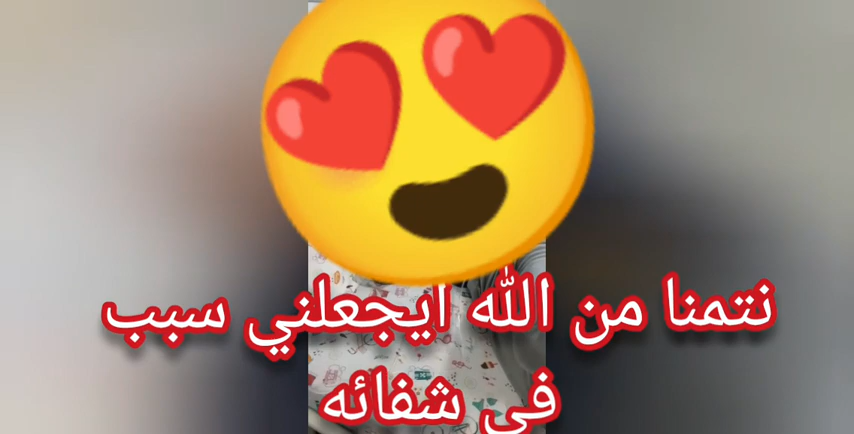 نتمنا من الله ايجعلني سبب
في شفائه